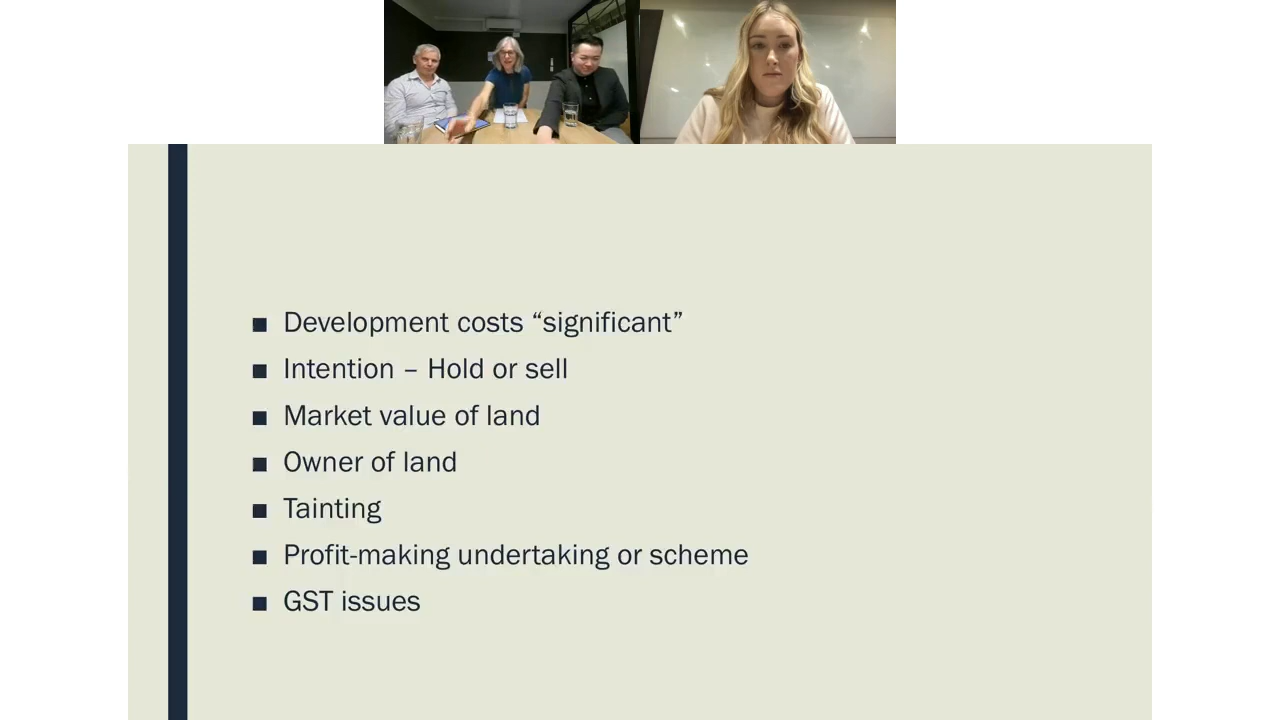 ■ Development costs “significant”
■ Intention – Hold or sell
■ Market value of land
■ Owner of land
■ Tainting
■ Profit-making undertaking or scheme
■ GST issues